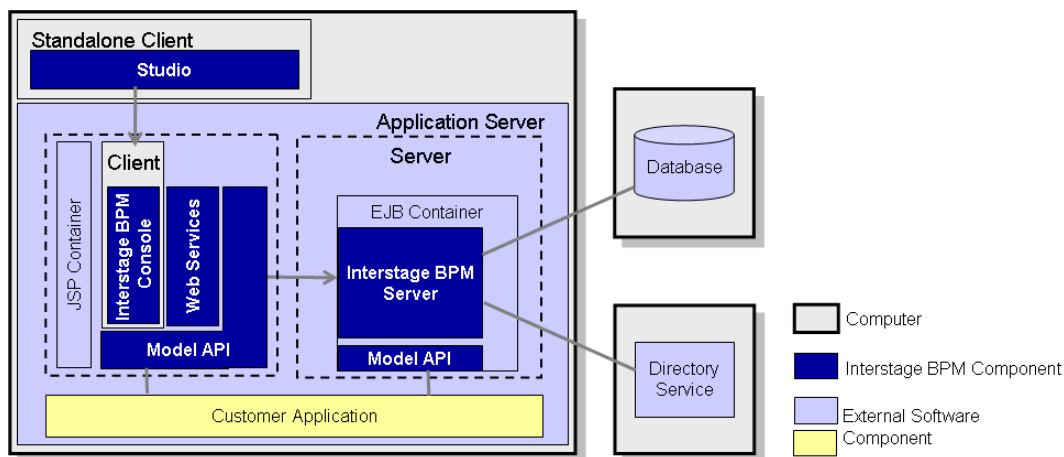 Standalone Client
Studio
Application Server
Client
Server
JSP Container
Interstage BPM
Console
Web Services
Model API
EJB Container
Interstage BPM
Server
Model API
Customer Application
Database
Directory
Service
Computer
Interstage BPM Component
External Software
Component